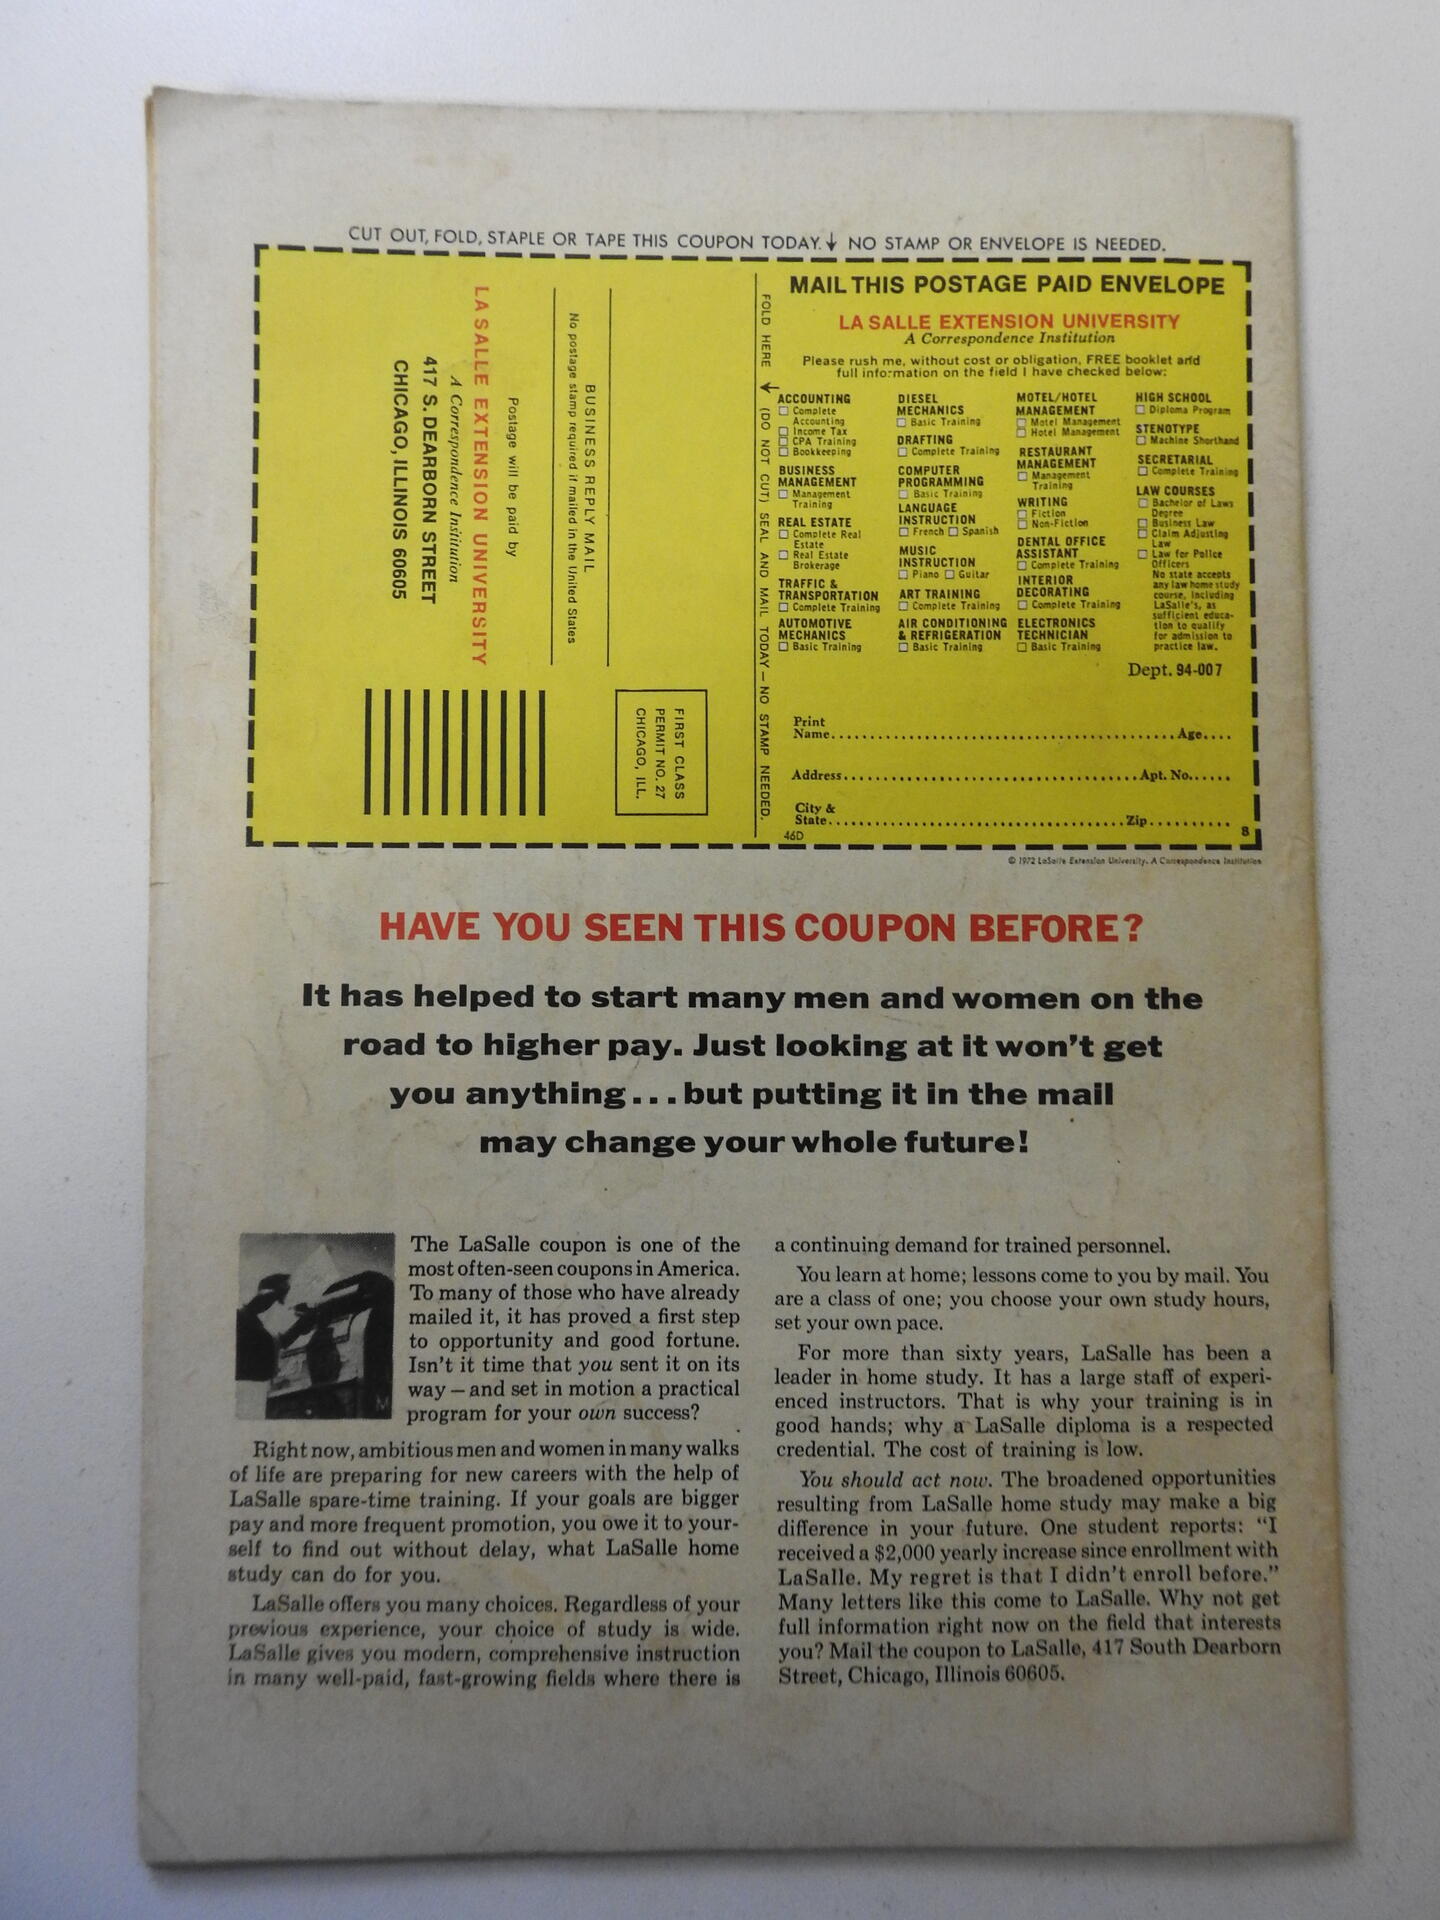 CUT OUT, FOLD, STAPLE OR TAPE THIS COUPON TODAY.↓ NO STAMP OR ENVELOPE IS NEEDED.
LA SALLE EXTENSION UNIVERSITY
A Correspondence Institution
417 S. DEARBORN STREET
CHICAGO, ILLINOIS 60605
Postage will be paid by
BUSINESS REPLY MAIL
No postage stamp required if mailed in the United States
FIRST CLASS
PERMIT NO. 27
CHICAGO, ILL.
FOLD HERE ↓ (DO NOT CUT) SEAL AND MAIL TODAY — NO STAMP NEEDED.
MAIL THIS POSTAGE PAID ENVELOPE
LA SALLE EXTENSION UNIVERSITY
A Correspondence Institution
Please rush me, without cost or obligation, FREE booklet and
full information on the field I have checked below:
ACCOUNTING
☐ Complete
Accounting
☐ Income Tax
☐ CPA Training
☐ Bookkeeping
BUSINESS
MANAGEMENT
☐ Management
Training
REAL ESTATE
☐ Complete Real
Estate
☐ Real Estate
Brokerage
TRAFFIC &
TRANSPORTATION
☐ Complete Training
AUTOMOTIVE
MECHANICS
☐ Basic Training
DIESEL
MECHANICS
☐ Basic Training
DRAFTING
☐ Complete Training
COMPUTER
PROGRAMMING
☐ Basic Training
LANGUAGE
INSTRUCTION
☐ French ☐ Spanish
MUSIC
INSTRUCTION
☐ Piano ☐ Guitar
ART TRAINING
☐ Complete Training
AIR CONDITIONING
& REFRIGERATION
☐ Basic Training
MOTEL/HOTEL
MANAGEMENT
☐ Motel Management
☐ Hotel Management
RESTAURANT
MANAGEMENT
☐ Management
Training
WRITING
☐ Fiction
☐ Non-Fiction
DENTAL OFFICE
ASSISTANT
☐ Complete Training
INTERIOR
DECORATING
☐ Complete Training
ELECTRONICS
TECHNICIAN
☐ Basic Training
HIGH SCHOOL
☐ Diploma Program
STENOTYPE
☐ Machine Shorthand
SECRETARIAL
☐ Complete Training
LAW COURSES
☐ Bachelor of Laws
Degree
☐ Business Law
☐ Claim Adjusting
Law
☐ Law for Police
Officers
No state accepts
any law home study
course, including
LaSalle's, as
sufficient educa-
tion to qualify
for admission to
practice law.
Dept. 94-007
Print
Name........................................Age....
Address........................................Apt. No......
City &
State........................................Zip..........
46D 8
© 1972 LaSalle Extension University. A Correspondence Institution
HAVE YOU SEEN THIS COUPON BEFORE?
It has helped to start many men and women on the
road to higher pay. Just looking at it won't get
you anything...but putting it in the mail
may change your whole future!
The LaSalle coupon is one of the
most often-seen coupons in America.
To many of those who have already
mailed it, it has proved a first step
to opportunity and good fortune.
Isn't it time that you sent it on its
way — and set in motion a practical
program for your own success?
Right now, ambitious men and women in many walks
of life are preparing for new careers with the help of
LaSalle spare-time training. If your goals are bigger
pay and more frequent promotion, you owe it to your-
self to find out without delay, what LaSalle home
study can do for you.
LaSalle offers you many choices. Regardless of your
previous experience, your choice of study is wide.
LaSalle gives you modern, comprehensive instruction
in many well-paid, fast-growing fields where there is
a continuing demand for trained personnel.
You learn at home; lessons come to you by mail. You
are a class of one; you choose your own study hours,
set your own pace.
For more than sixty years, LaSalle has been a
leader in home study. It has a large staff of experi-
enced instructors. That is why your training is in
good hands; why a LaSalle diploma is a respected
credential. The cost of training is low.
You should act now. The broadened opportunities
resulting from LaSalle home study may make a big
difference in your future. One student reports: "I
received a $2,000 yearly increase since enrollment with
LaSalle. My regret is that I didn't enroll before."
Many letters like this come to LaSalle. Why not get
full information right now on the field that interests
you? Mail the coupon to LaSalle, 417 South Dearborn
Street, Chicago, Illinois 60605.
M